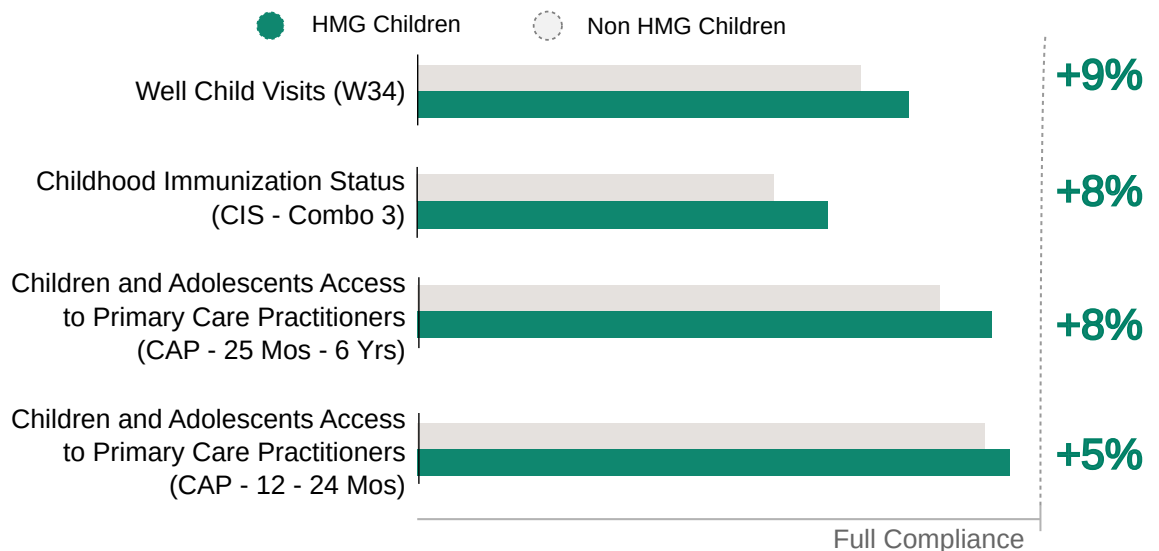 HMG Children
Non HMG Children
Well Child Visits (W34)
+9%
Childhood Immunization Status
(CIS - Combo 3)
+8%
Children and Adolescents Access
to Primary Care Practitioners
(CAP - 25 Mos - 6 Yrs)
+8%
Children and Adolescents Access
to Primary Care Practitioners
(CAP - 12 - 24 Mos)
+5%
Full Compliance